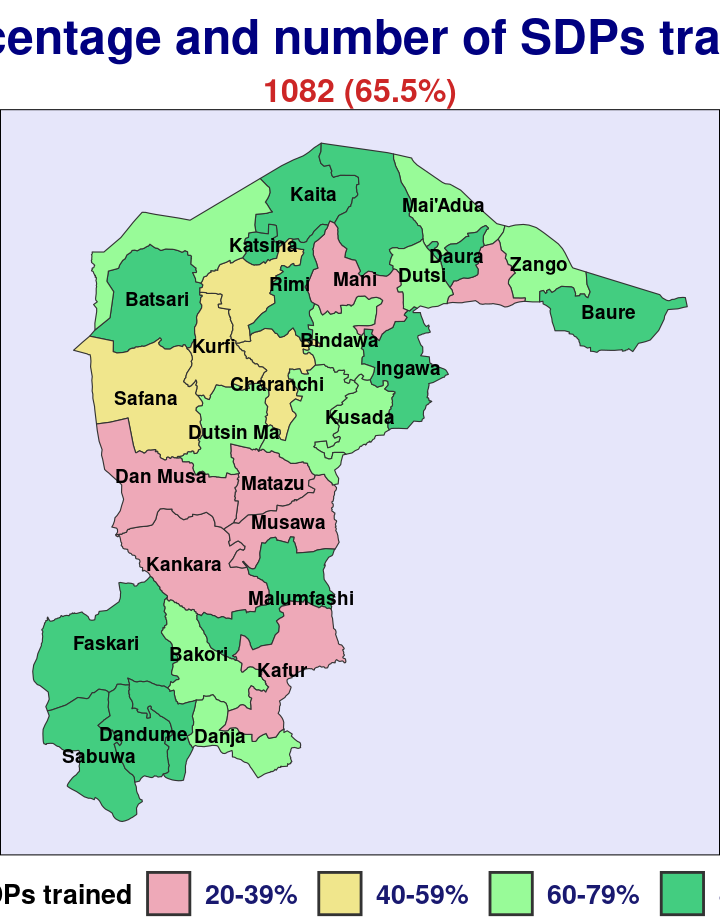 centage and number of SDPs tra
1082 (65.5%)
Kaita
Mai'Adua
Katsina
Daura
Zango
Dutsi
Mani
Rimi
Batsari
Baure
Bindawa
Kurfi
Ingawa
Charanchi
Safana
Kusada
Dutsin Ma
Dan Musa
Matazu
Musawa
Kankara
Malumfashi
Faskari
Bakori
Kafur
Dandume
Danja
Sabuwa
DPs trained 20-39% 40-59% 60-79%